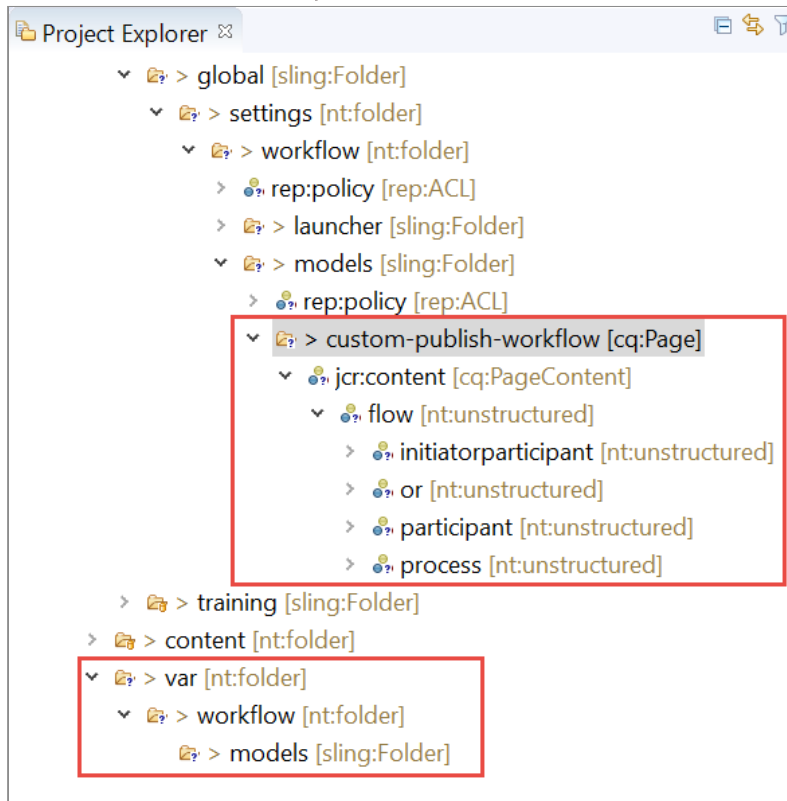 Project Explorer
> global [sling:Folder]
> settings [nt:folder]
> workflow [nt:folder]
rep:policy [rep:ACL]
> launcher [sling:Folder]
> models [sling:Folder]
rep:policy [rep:ACL]
> custom-publish-workflow [cq:Page]
jcr:content [cq:PageContent]
flow [nt:unstructured]
initiatorparticipant [nt:unstructured]
or [nt:unstructured]
participant [nt:unstructured]
process [nt:unstructured]
> training [sling:Folder]
> content [nt:folder]
> var [nt:folder]
> workflow [nt:folder]
> models [sling:Folder]